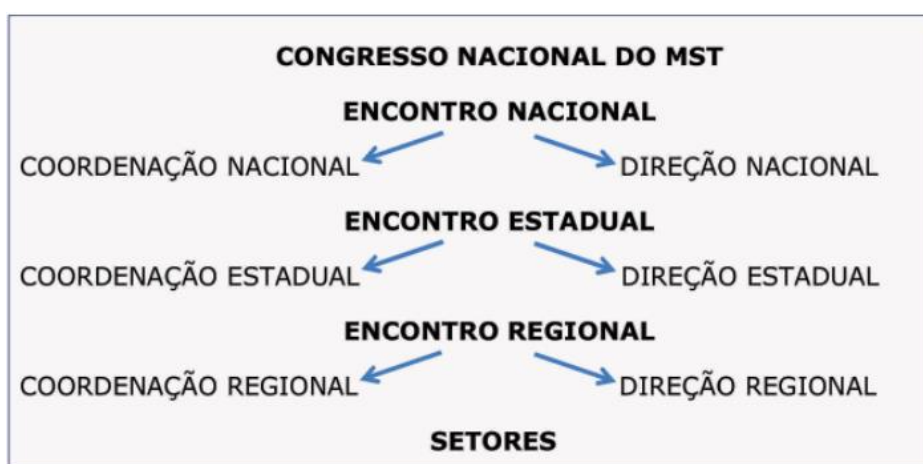 CONGRESSO NACIONAL DO MST
ENCONTRO NACIONAL
COORDENAÇÃO NACIONAL DIREÇÃO NACIONAL
ENCONTRO ESTADUAL
COORDENAÇÃO ESTADUAL DIREÇÃO ESTADUAL
ENCONTRO REGIONAL
COORDENAÇÃO REGIONAL DIREÇÃO REGIONAL
SETORES